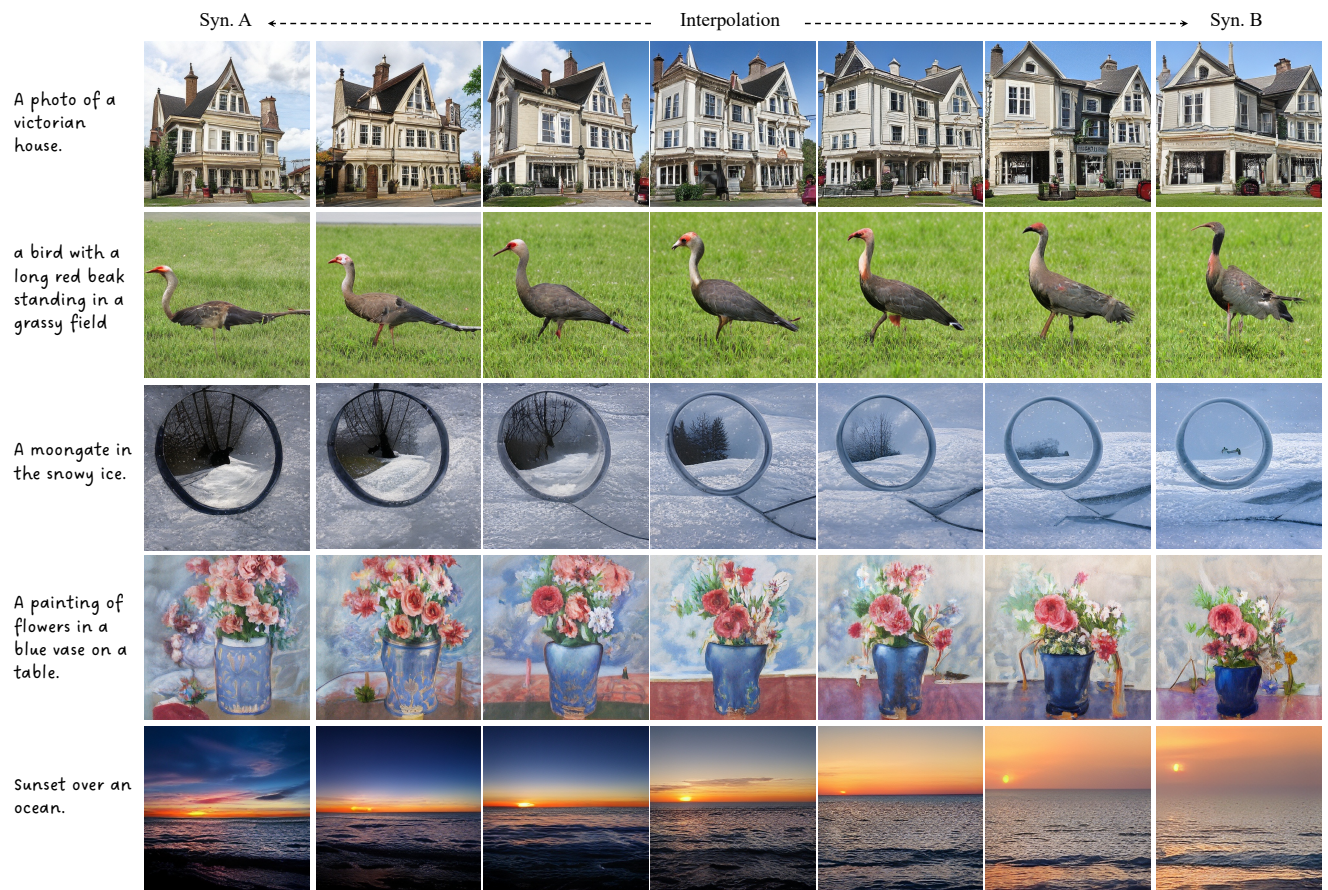 Syn. A
Interpolation
Syn. B
A photo of a
victorian
house.
a bird with a
long red beak
standing in a
grassy field
A moongate in
the snowy ice.
A painting of
flowers in a
blue vase on a
table.
Sunset over an
ocean.